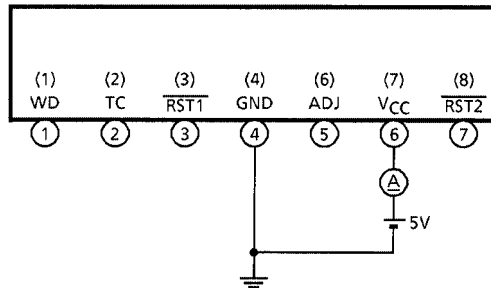 (1) (2) (3) (4) (6) (7) (8)
WD TC RST1 GND ADJ VCC RST2
1 2 3 4 5 6 7
A
5V